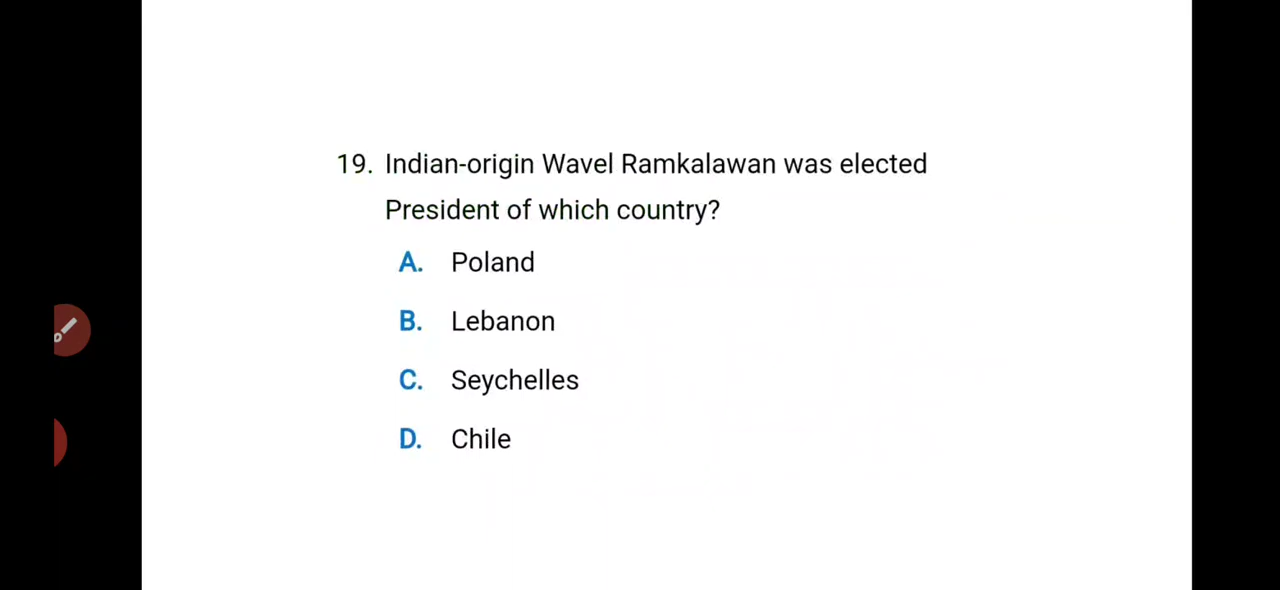 19. Indian-origin Wavel Ramkalawan was elected
President of which country?
A. Poland
B. Lebanon
C. Seychelles
D. Chile